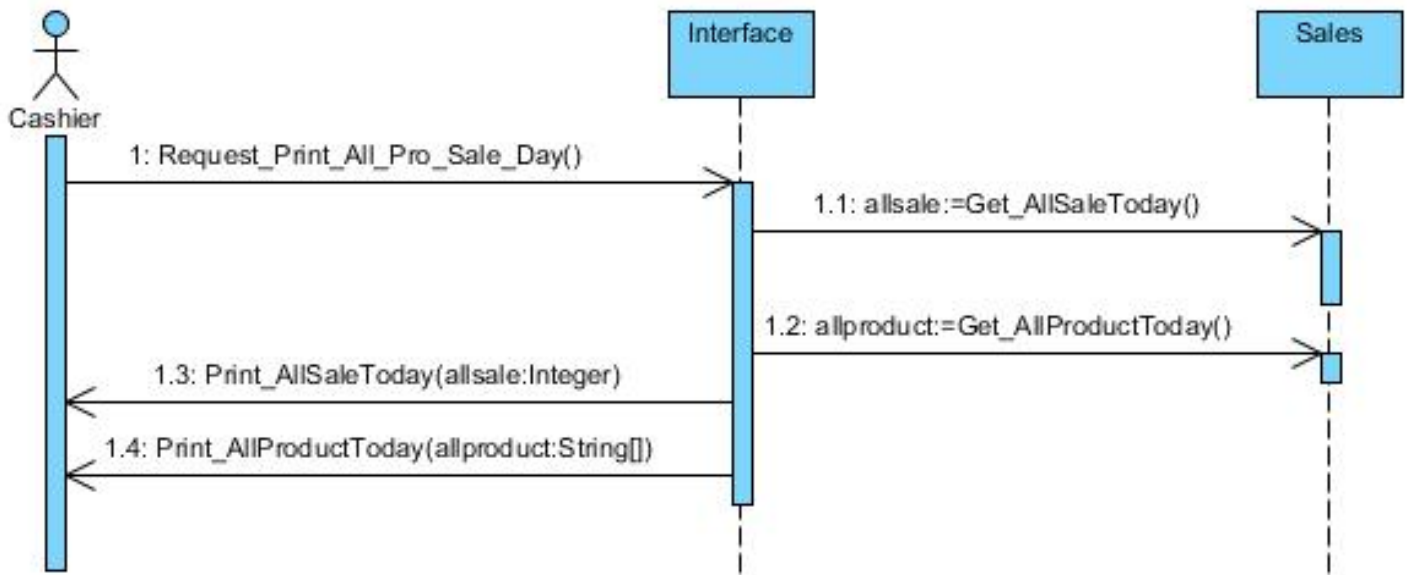 Interface
Sales
Cashier
1: Request_Print_All_Pro_Sale_Day()
1.1: allsale:=Get_AllSaleToday()
1.2: allproduct:=Get_AllProductToday()
1.3: Print_AllSaleToday(allsale:Integer)
1.4: Print_AllProductToday(allproduct:String[])